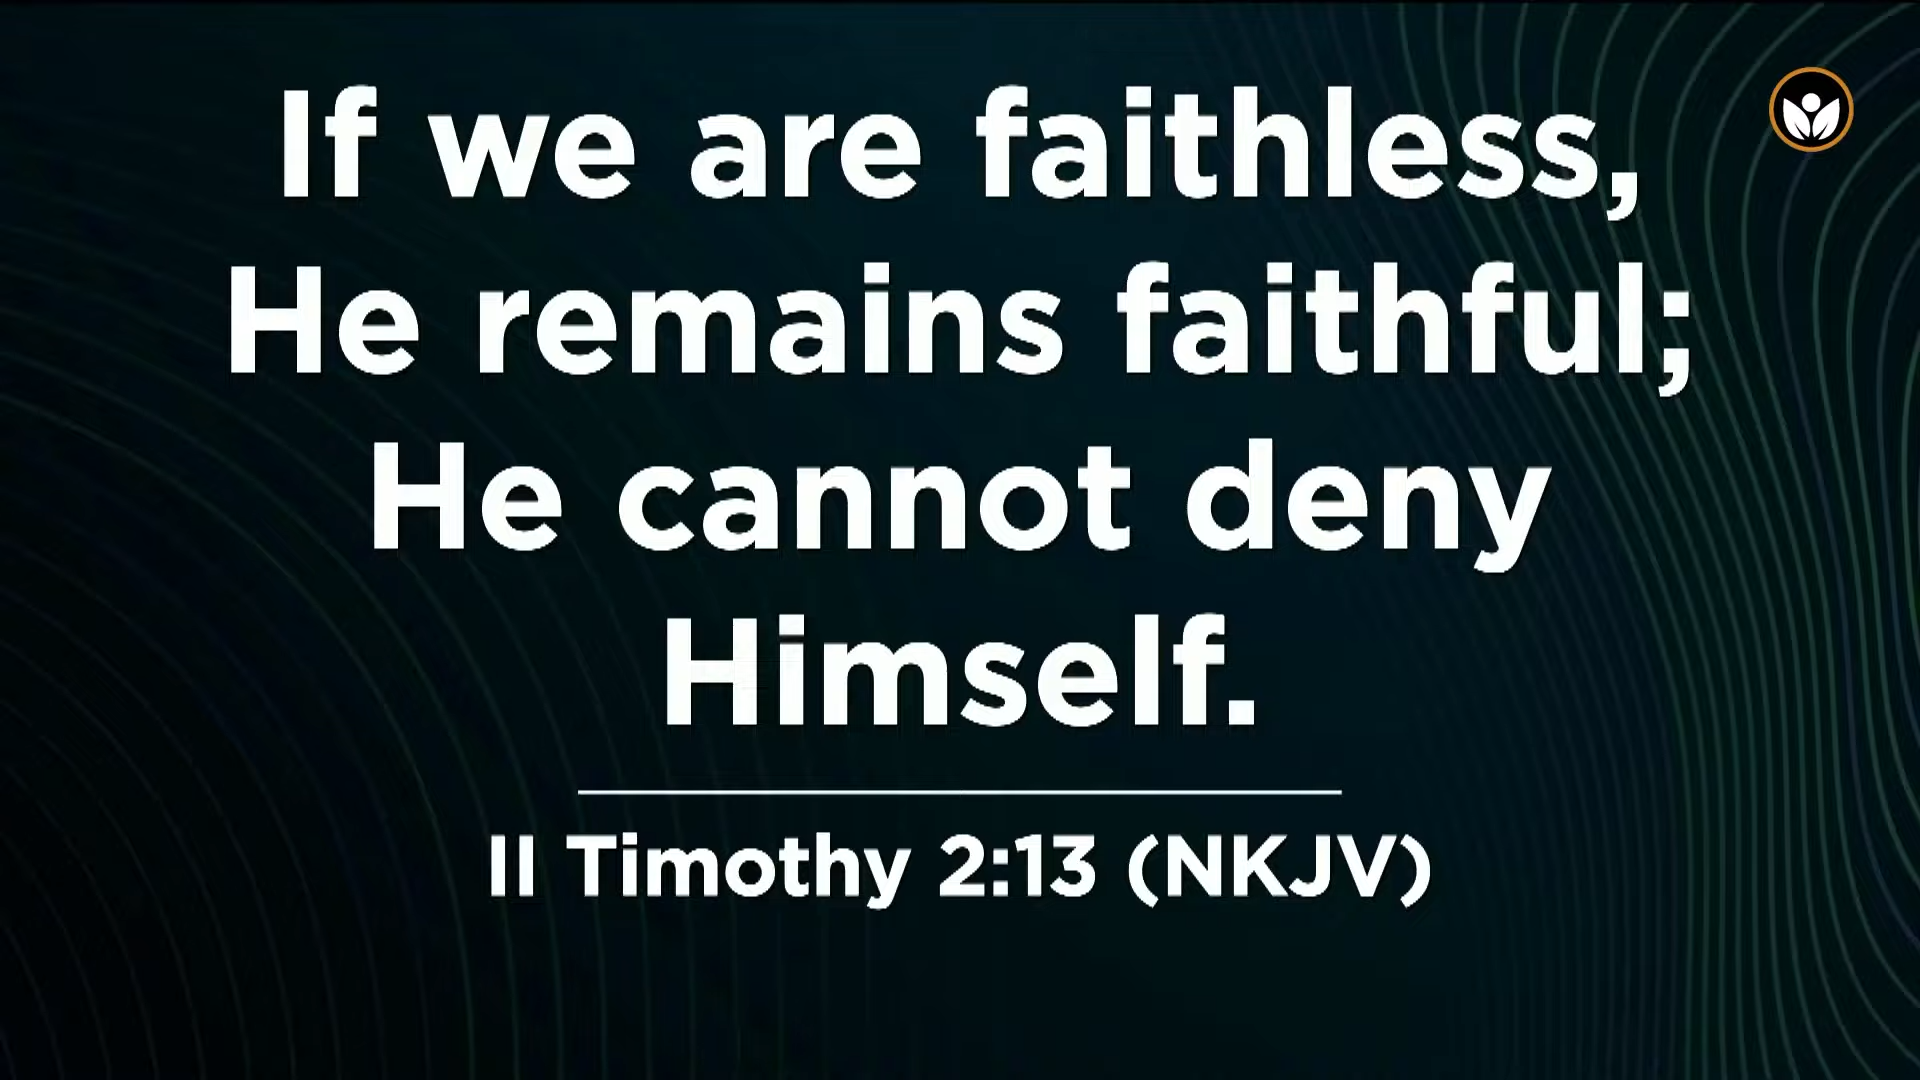 If we are faithless,
He remains faithful;
He cannot deny
Himself.
II Timothy 2:13 (NKJV)